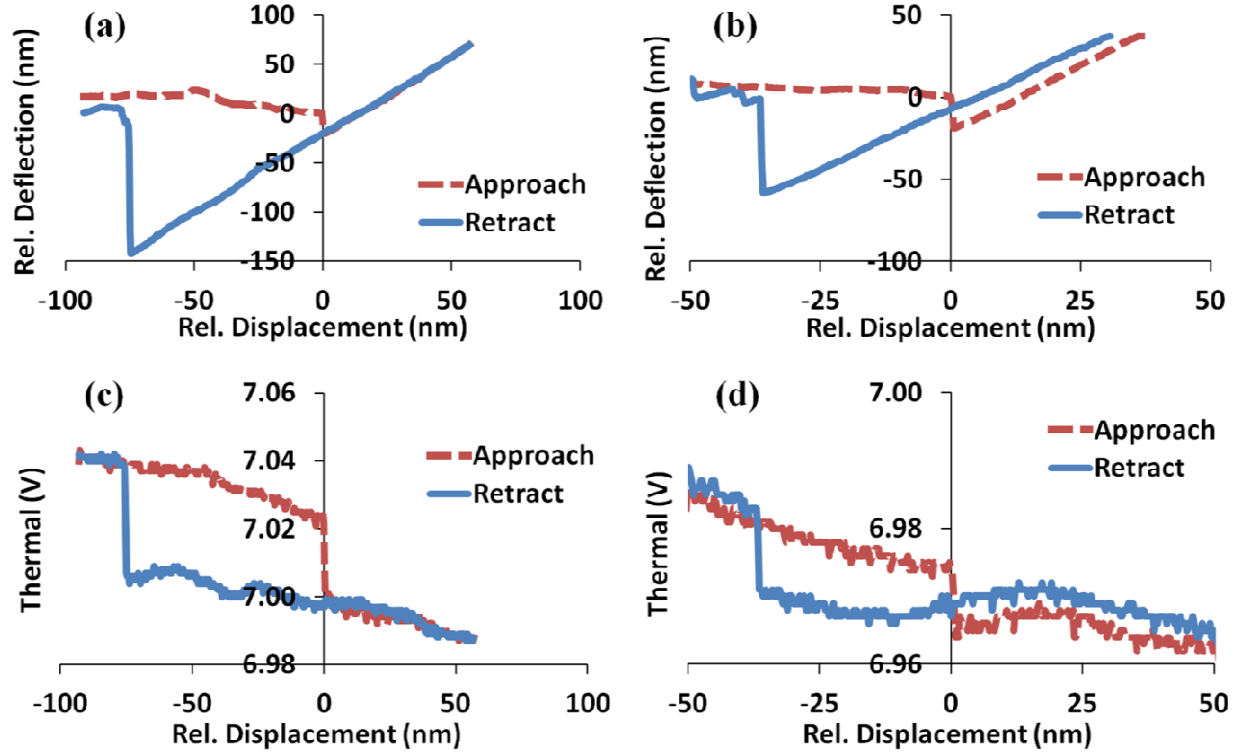 (a)
100
50
0
-50
-100
-150
Rel. Deflection (nm)
Approach
Retract
-100
-50
0
50
100
Rel. Displacement (nm)
(b)
50
0
-50
-100
Rel. Deflection (nm)
Approach
Retract
-50
-25
0
25
50
Rel. Displacement (nm)
(c)
7.06
7.04
7.02
7.00
6.98
Thermal (V)
Approach
Retract
-100
-50
0
50
100
Rel. Displacement (nm)
(d)
7.00
6.98
6.96
Thermal (V)
Approach
Retract
-50
-25
0
25
50
Rel. Displacement (nm)